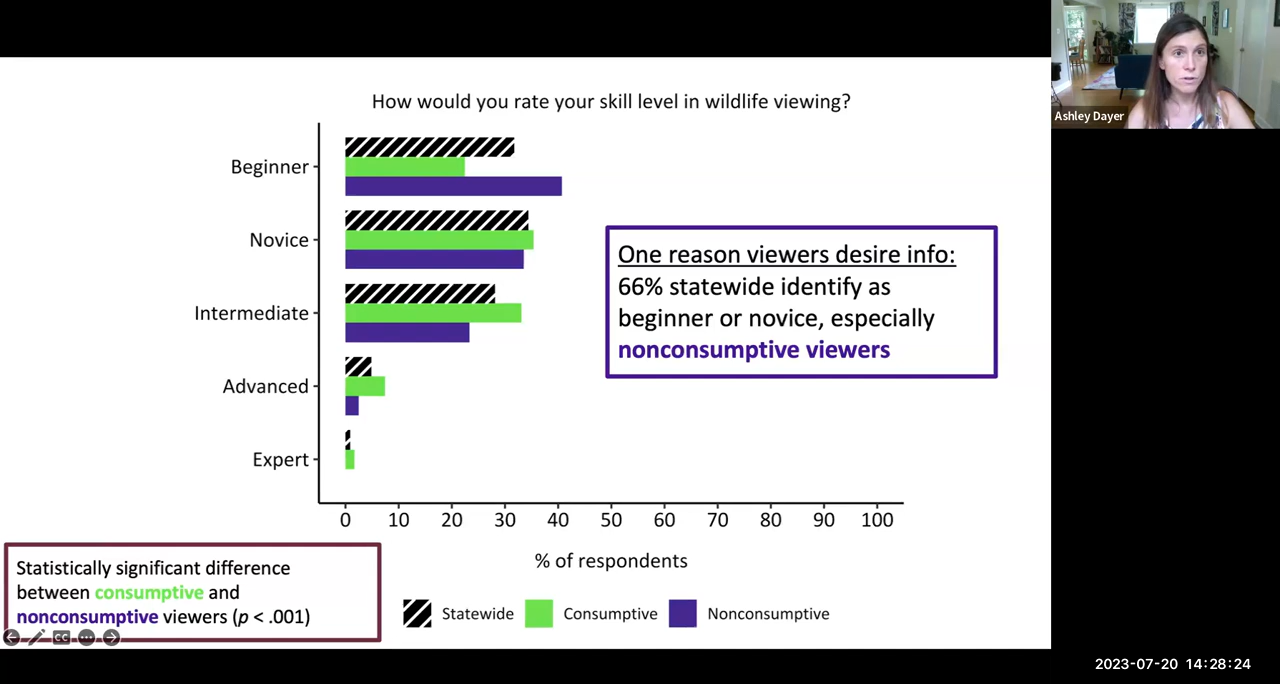 How would you rate your skill level in wildlife viewing?
Ashley Dayer
Beginner
Novice
Intermediate
Advanced
Expert
One reason viewers desire info:
66% statewide identify as
beginner or novice, especially
nonconsumptive viewers
0 10 20 30 40 50 60 70 80 90 100
% of respondents
Statewide Consumptive Nonconsumptive
Statistically significant difference
between consumptive and
nonconsumptive viewers (p < .001)
CC
2023-07-20 14:28:24